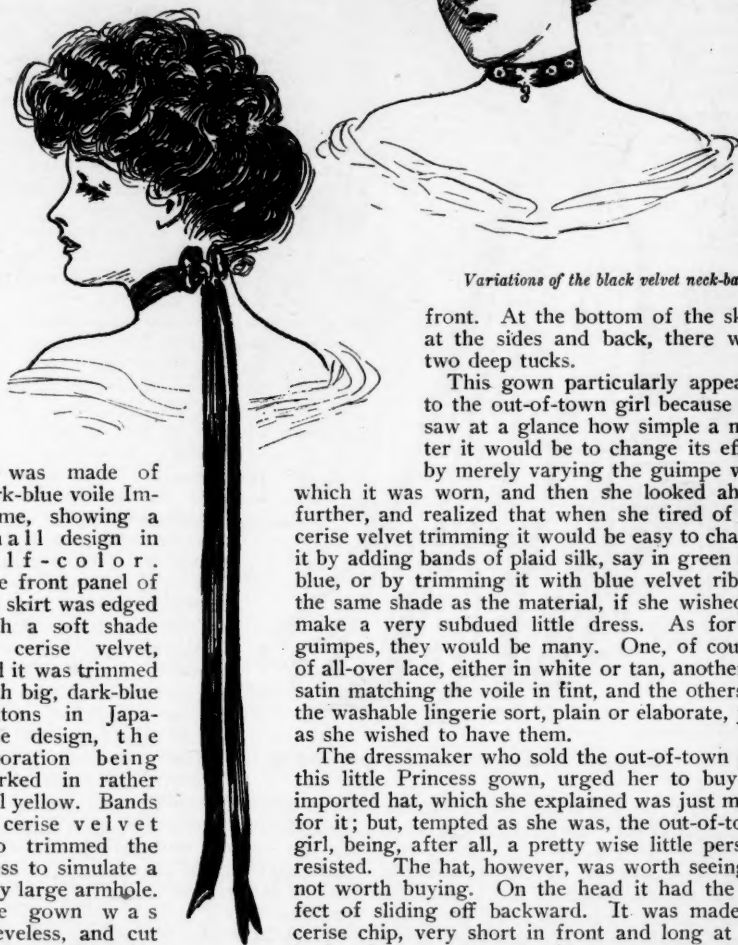 was made of
rk-blue voile Im-
me, showing a
all design in
lf-color.
e front panel of
skirt was edged
h a soft shade
cerise velvet,
l it was trimmed
h big, dark-blue
tons in Japa-
e design, the
oration being
rked in rather
l yellow. Bands
cerise velvet
o trimmed the
ss to simulate a
y large armhole.
e gown was
eveless, and cut
Variations of the black velvet neck-ba
front. At the bottom of the sk
at the sides and back, there w
two deep tucks.
This gown particularly appea
to the out-of-town girl because
saw at a glance how simple a m
ter it would be to change its ef
by merely varying the guimpe w
which it was worn, and then she looked ah
further, and realized that when she tired of
cerise velvet trimming it would be easy to cha
it by adding bands of plaid silk, say in green
blue, or by trimming it with blue velvet rib
the same shade as the material, if she wished
make a very subdued little dress. As for
guimpes, they would be many. One, of cou
of all-over lace, either in white or tan, another
satin matching the voile in tint, and the others
the washable lingerie sort, plain or elaborate, j
as she wished to have them.
The dressmaker who sold the out-of-town
this little Princess gown, urged her to buy
imported hat, which she explained was just m
for it; but, tempted as she was, the out-of-to
girl, being, after all, a pretty wise little pers
resisted. The hat, however, was worth seeing
not worth buying. On the head it had the
fect of sliding off backward. It was made
cerise chip, very short in front and long at